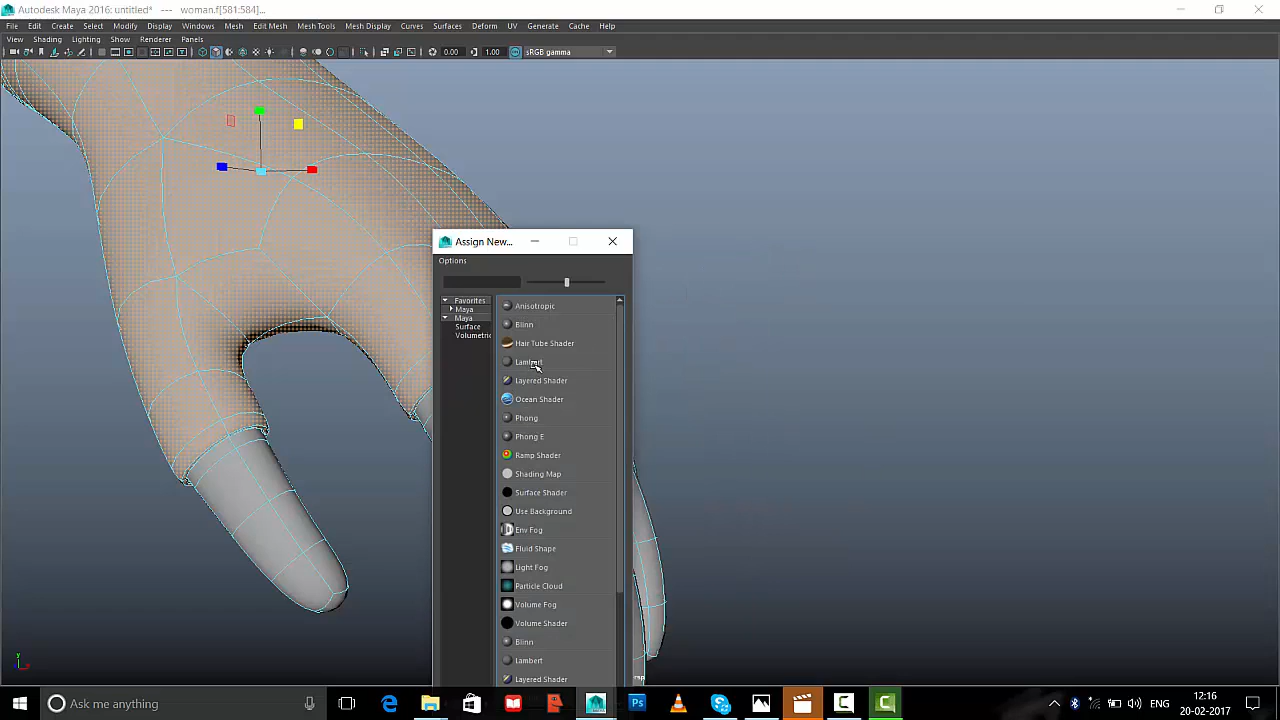 Autodesk Maya 2016: untitled* --- woman.f[581:584]...
File Edit Create Select Modify Display Windows Mesh Edit Mesh Mesh Tools Mesh Display Curves Surfaces Deform UV Generate Cache Help
View Shading Lighting Show Renderer Panels
0.00 1.00 sRGB gamma
Assign New...
Options
Favorites
Maya
Maya
Surface
Volumetric
Anisotropic
Blinn
Hair Tube Shader
Lambert
Layered Shader
Ocean Shader
Phong
Phong E
Ramp Shader
Shading Map
Surface Shader
Use Background
Env Fog
Fluid Shape
Light Fog
Particle Cloud
Volume Fog
Volume Shader
Blinn
Lambert
Layered Shader
y
Ask me anything
Ps
ENG
12:16
20-02-2017